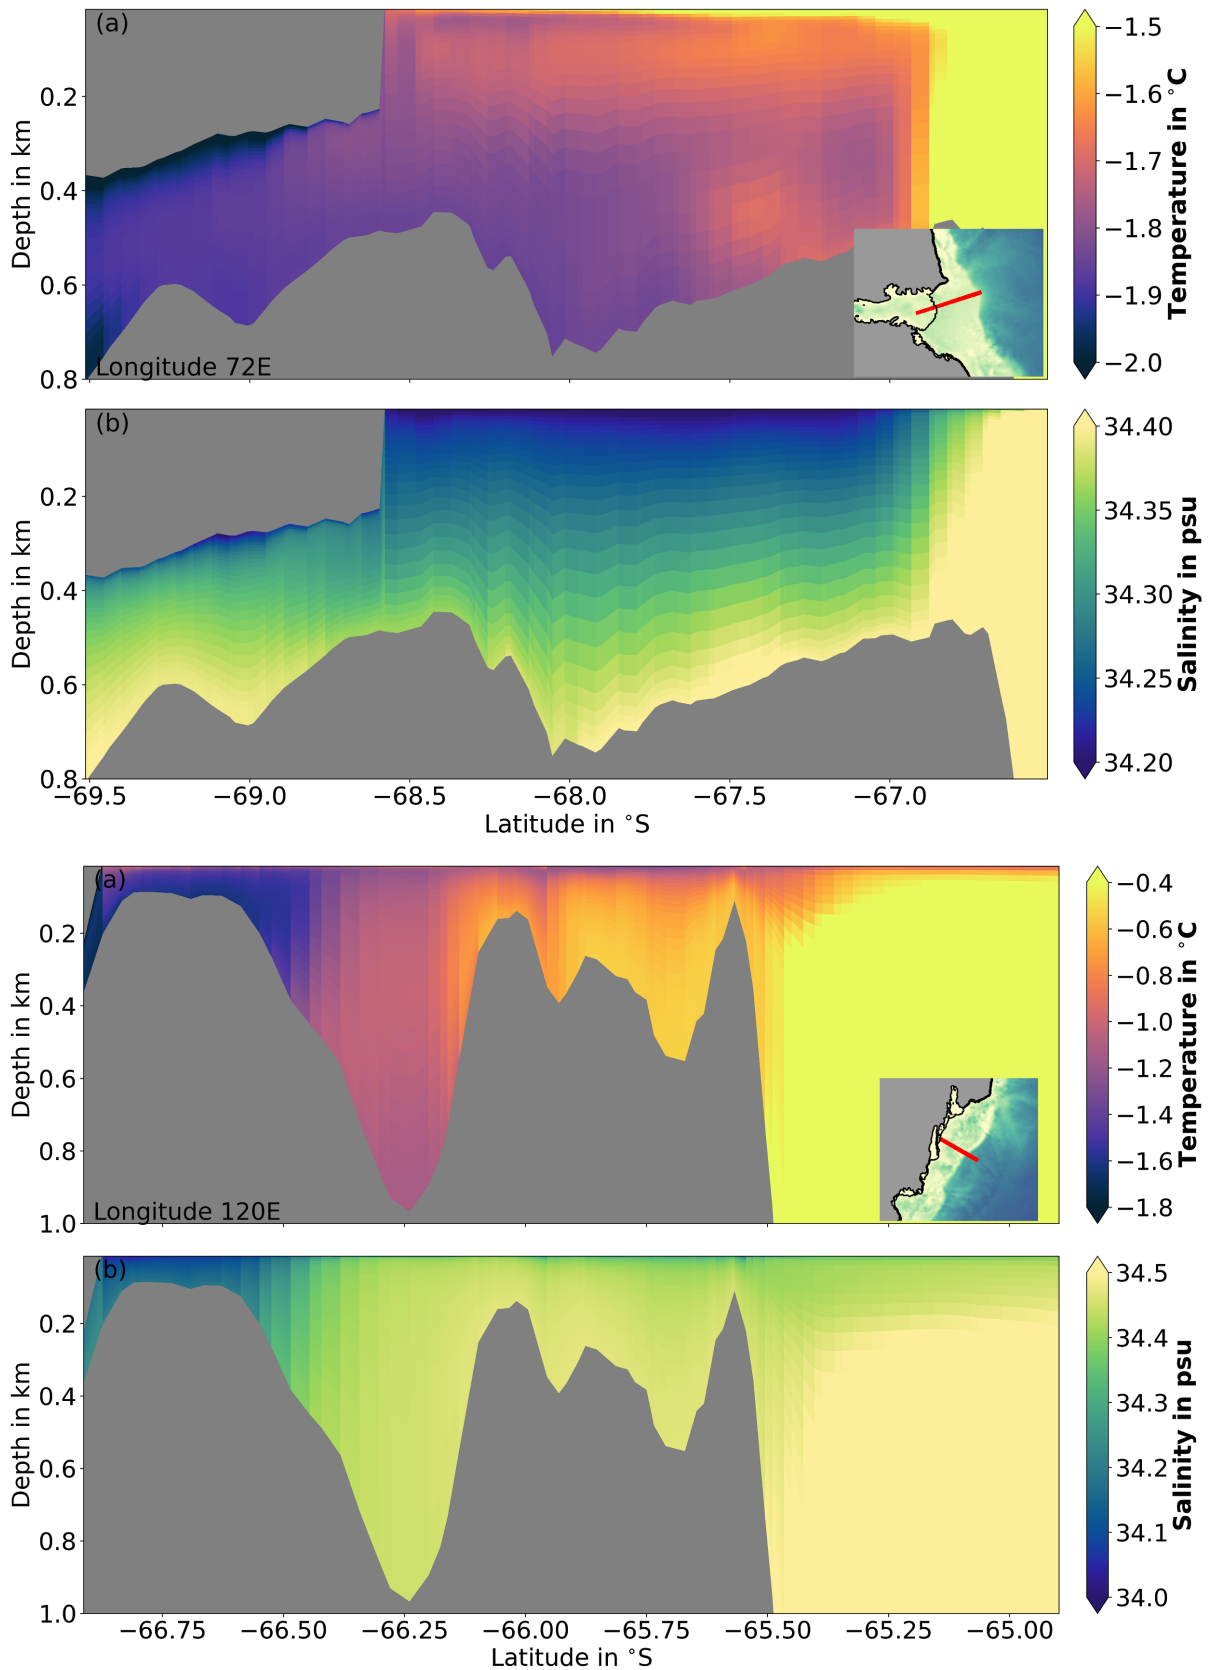 (a)
0.2
0.4
0.6
0.8
Depth in km
Longitude 72E
−1.5
−1.6
−1.7
−1.8
−1.9
−2.0
Temperature in °C
(b)
0.2
0.4
0.6
0.8
Depth in km
−69.5 −69.0 −68.5 −68.0 −67.5 −67.0
Latitude in °S
34.40
34.35
34.30
34.25
34.20
Salinity in psu
(a)
0.2
0.4
0.6
0.8
1.0
Depth in km
Longitude 120E
−0.4
−0.6
−0.8
−1.0
−1.2
−1.4
−1.6
−1.8
Temperature in °C
(b)
0.2
0.4
0.6
0.8
1.0
Depth in km
−66.75 −66.50 −66.25 −66.00 −65.75 −65.50 −65.25 −65.00
Latitude in °S
34.5
34.4
34.3
34.2
34.1
34.0
Salinity in psu